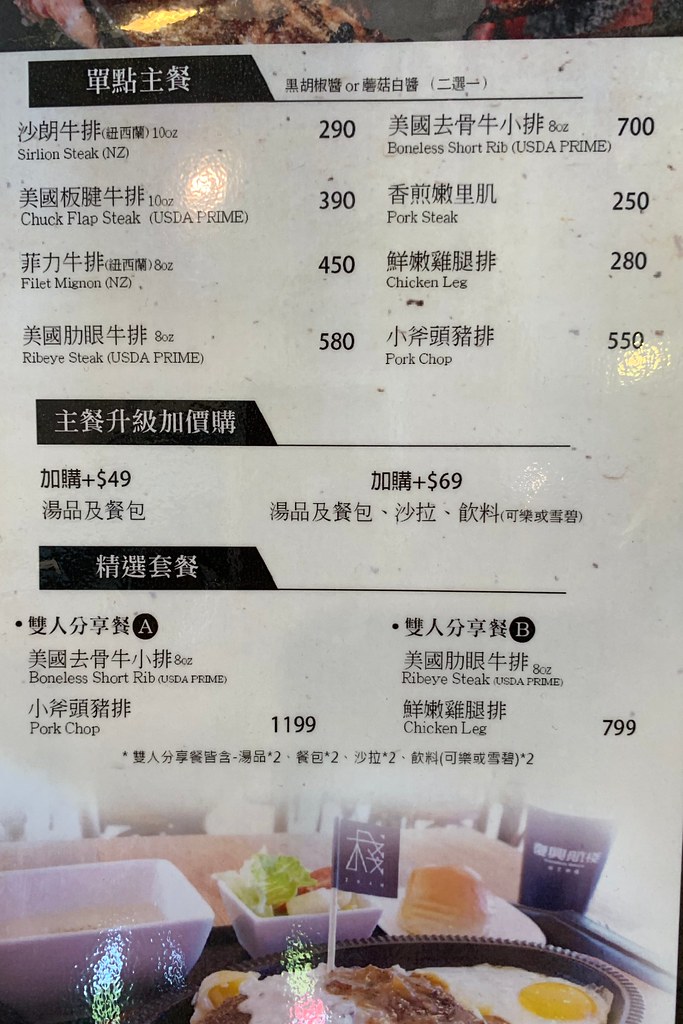 單點主餐
黑胡椒醬 or 蘑菇白醬 （二選一）
沙朗牛排(紐西蘭) 10oz 290
Sirlion Steak (NZ)
美國板腱牛排 10oz 390
Chuck Flap Steak (USDA PRIME)
菲力牛排(紐西蘭) 8oz 450
Filet Mignon (NZ)
美國肋眼牛排 8oz 580
Ribeye Steak (USDA PRIME)
美國去骨牛小排 8oz 700
Boneless Short Rib (USDA PRIME)
香煎嫩里肌 250
Pork Steak
鮮嫩雞腿排 280
Chicken Leg
小斧頭豬排 550
Pork Chop
主餐升級加價購
加購+$49
湯品及餐包
加購+$69
湯品及餐包、沙拉、飲料(可樂或雪碧)
精選套餐
•雙人分享餐 A
美國去骨牛小排 8oz
Boneless Short Rib (USDA PRIME)
小斧頭豬排
Pork Chop 1199
•雙人分享餐 B
美國肋眼牛排 8oz
Ribeye Steak (USDA PRIME)
鮮嫩雞腿排
Chicken Leg 799
* 雙人分享餐皆含-湯品*2、餐包*2、沙拉*2、飲料(可樂或雪碧)*2
復興航棧